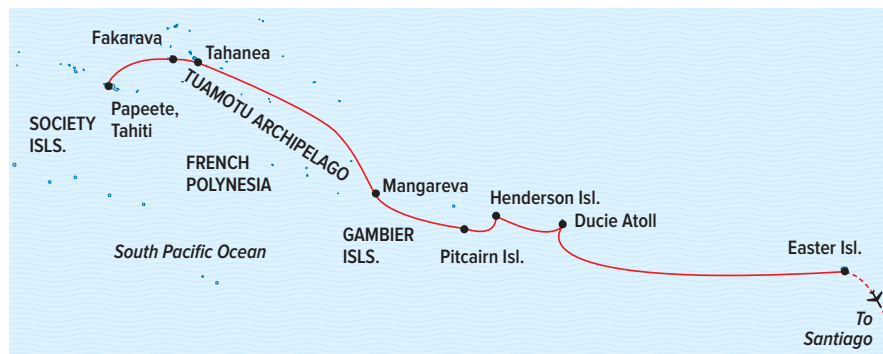 Fakarava
Tahanea
Papeete,
Tahiti
SOCIETY
ISLS.
TUAMOTU ARCHIPELAGO
FRENCH
POLYNESIA
Mangareva
Henderson Isl.
Ducie Atoll
GAMBIER
ISLS.
Pitcairn Isl.
South Pacific Ocean
Easter Isl.
To
Santiago